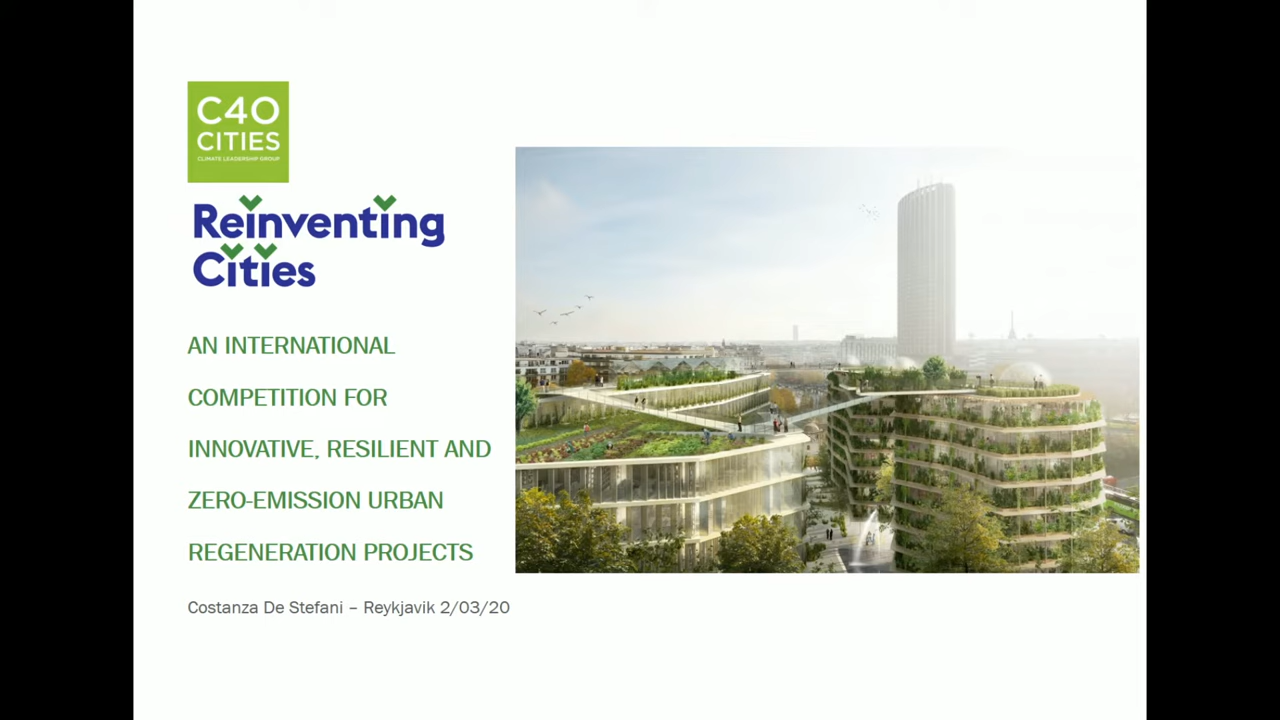 C40
CITIES
CLIMATE LEADERSHIP GROUP
Reinventing
Cities
AN INTERNATIONAL
COMPETITION FOR
INNOVATIVE, RESILIENT AND
ZERO-EMISSION URBAN
REGENERATION PROJECTS
Costanza De Stefani – Reykjavik 2/03/20